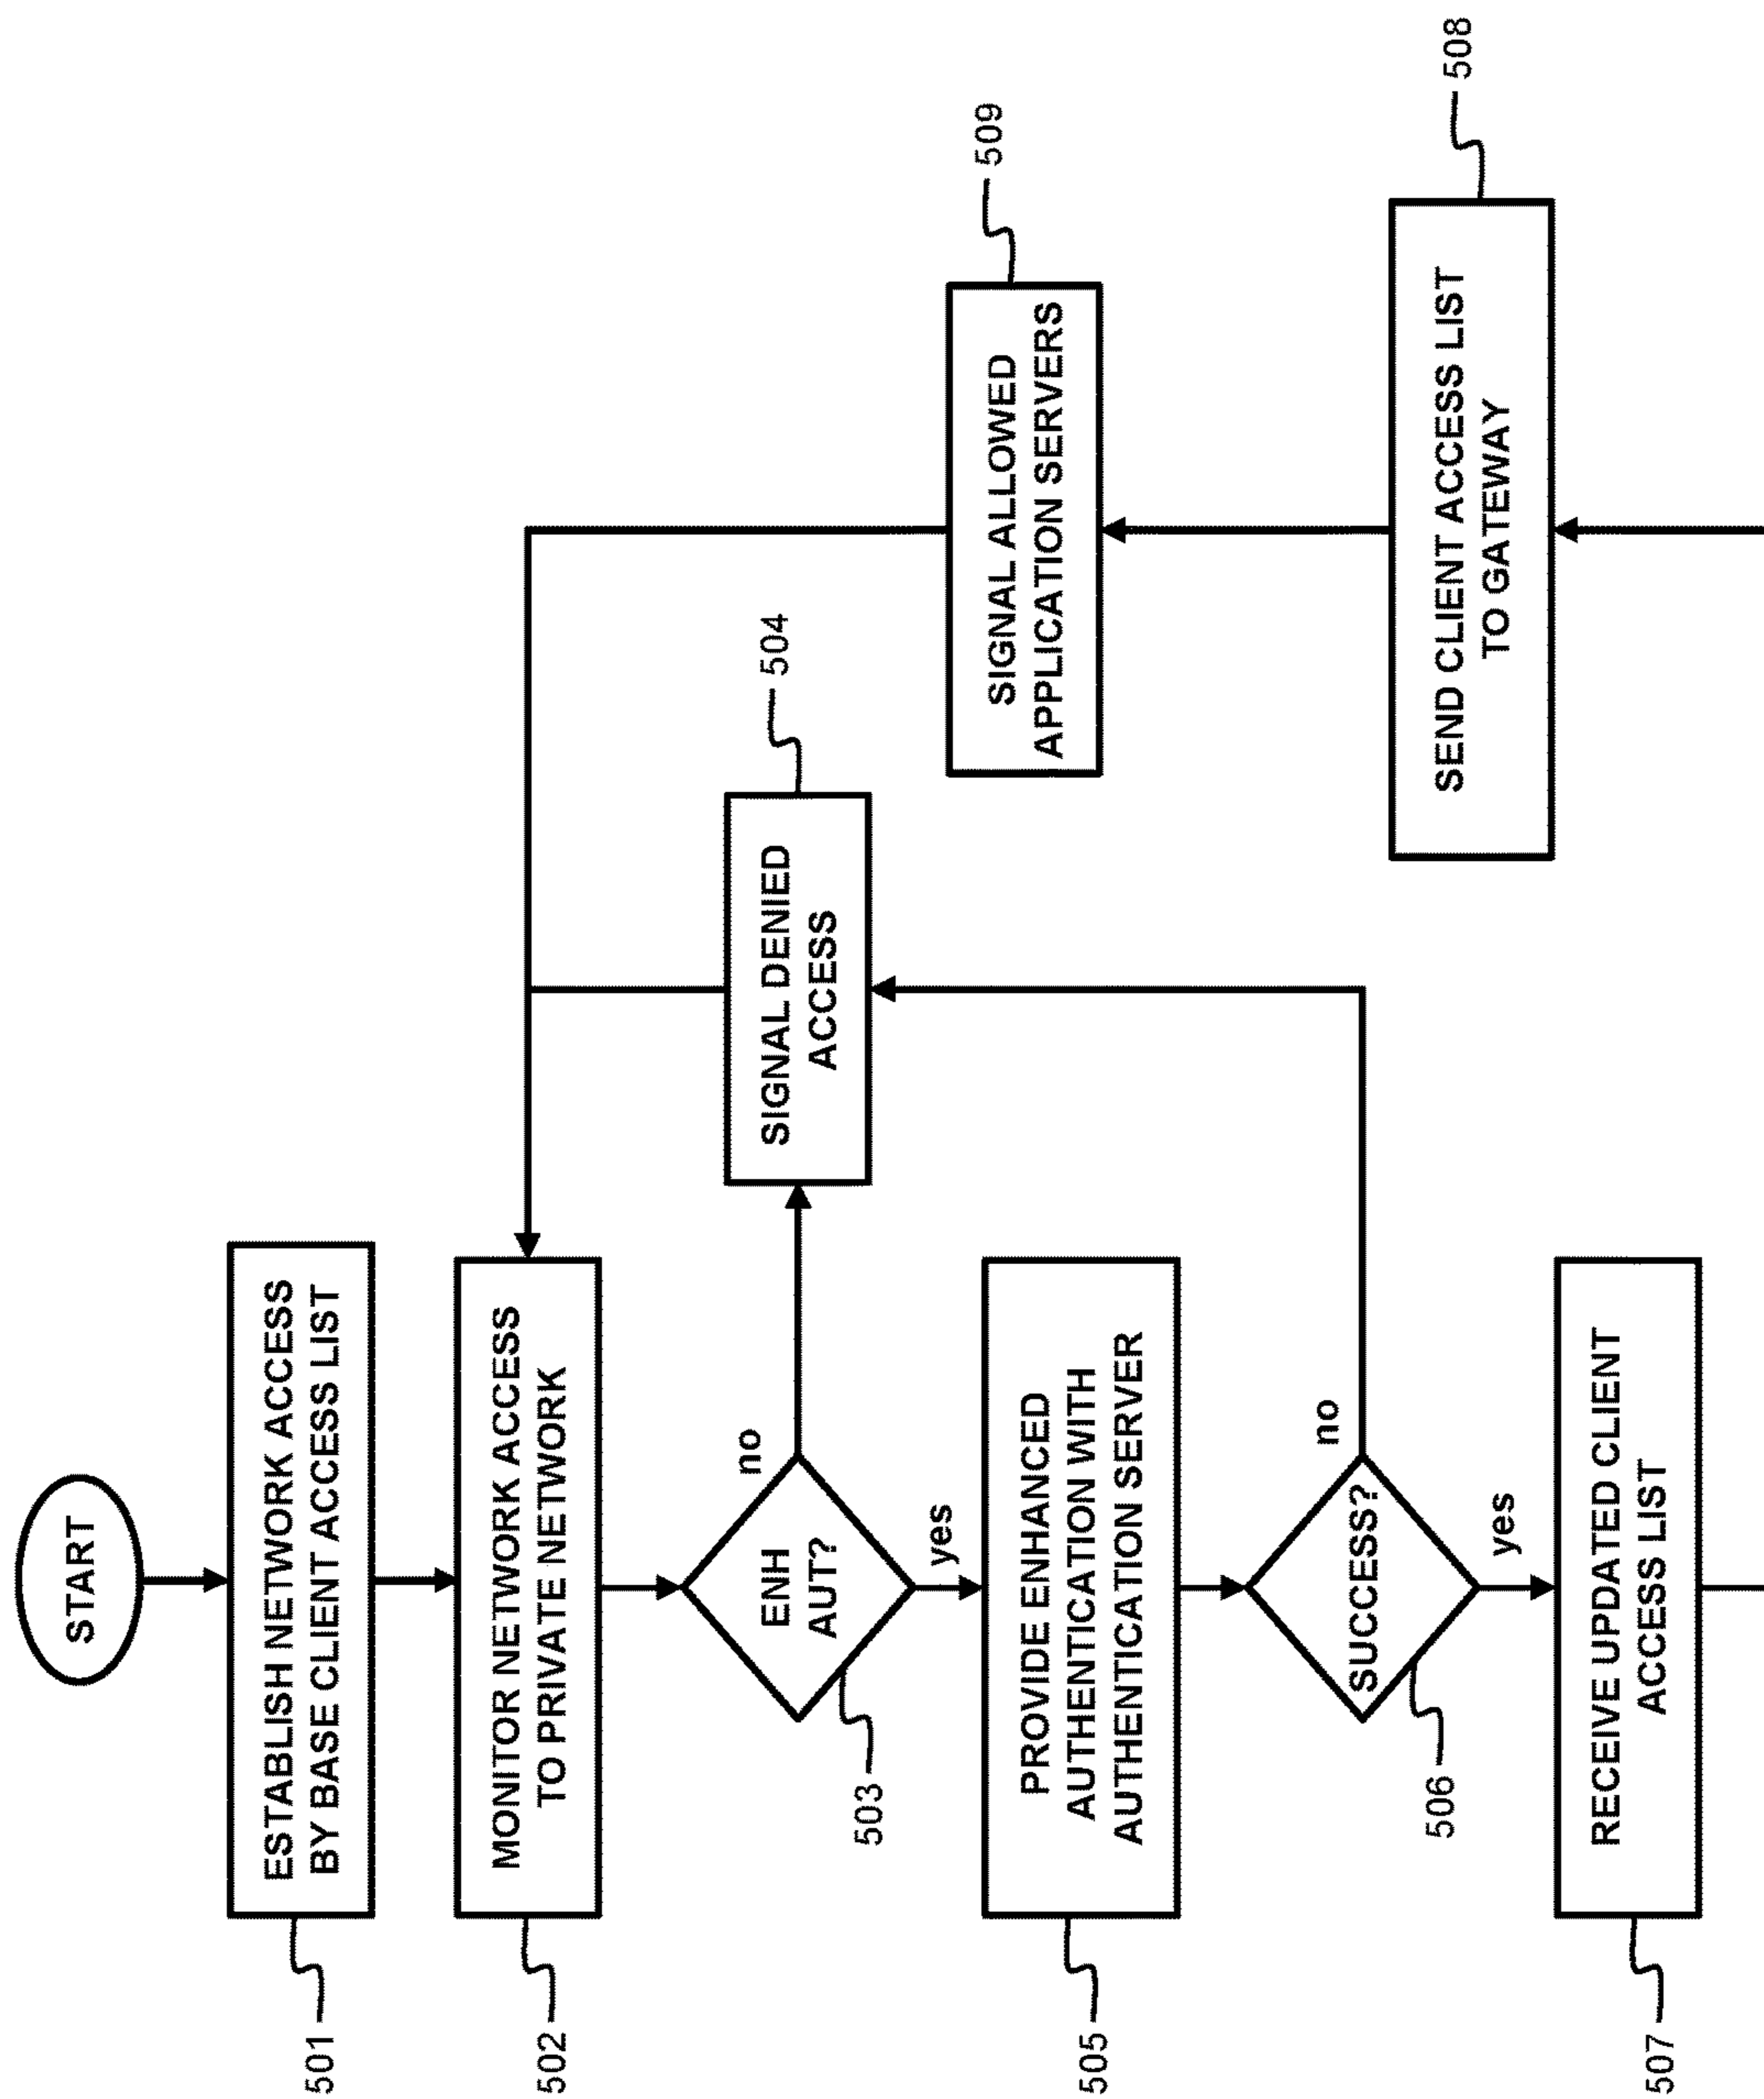 START
ESTABLISH NETWORK ACCESS
BY BASE CLIENT ACCESS LIST
501
MONITOR NETWORK ACCESS
TO PRIVATE NETWORK
502
ENH
AUT?
503
no
yes
SIGNAL DENIED
ACCESS
504
PROVIDE ENHANCED
AUTHENTICATION WITH
AUTHENTICATION SERVER
505
SUCCESS?
506
no
yes
RECEIVE UPDATED CLIENT
ACCESS LIST
507
SEND CLIENT ACCESS LIST
TO GATEWAY
508
SIGNAL ALLOWED
APPLICATION SERVERS
509